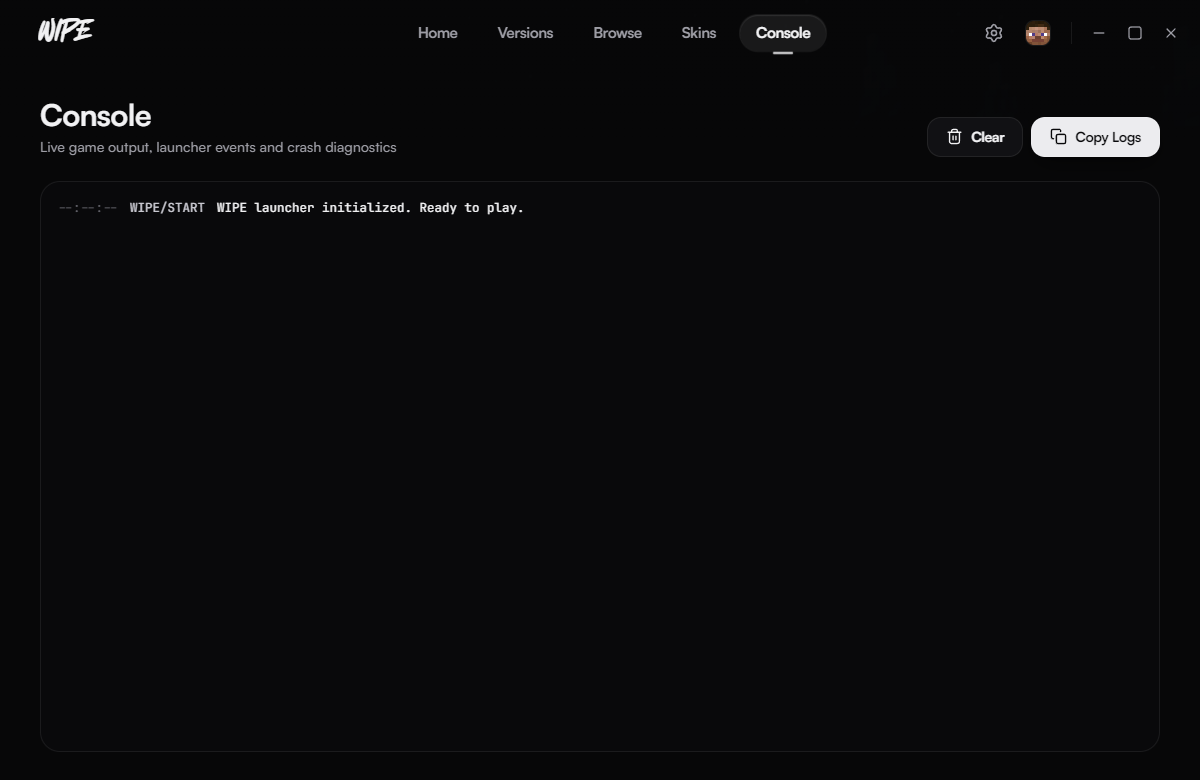 WIPE
Home Versions Browse Skins Console
Console
Live game output, launcher events and crash diagnostics
Clear
Copy Logs
--:--:-- WIPE/START WIPE launcher initialized. Ready to play.